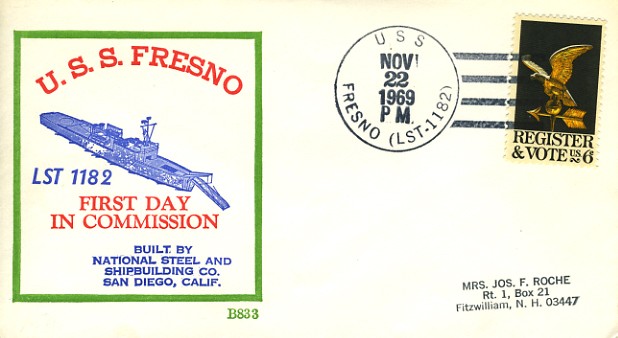 U. S. S. FRESNO
LST 1182
FIRST DAY
IN COMMISSION
BUILT BY
NATIONAL STEEL AND
SHIPBUILDING CO.
SAN DIEGO, CALIF.
B833
USS
NOV
22
1969
P M.
FRESNO (LST-1182)
REGISTER
& VOTE US 6c
MRS. JOS. F. ROCHE
Rt. 1, Box 21
Fitzwilliam, N. H. 03447